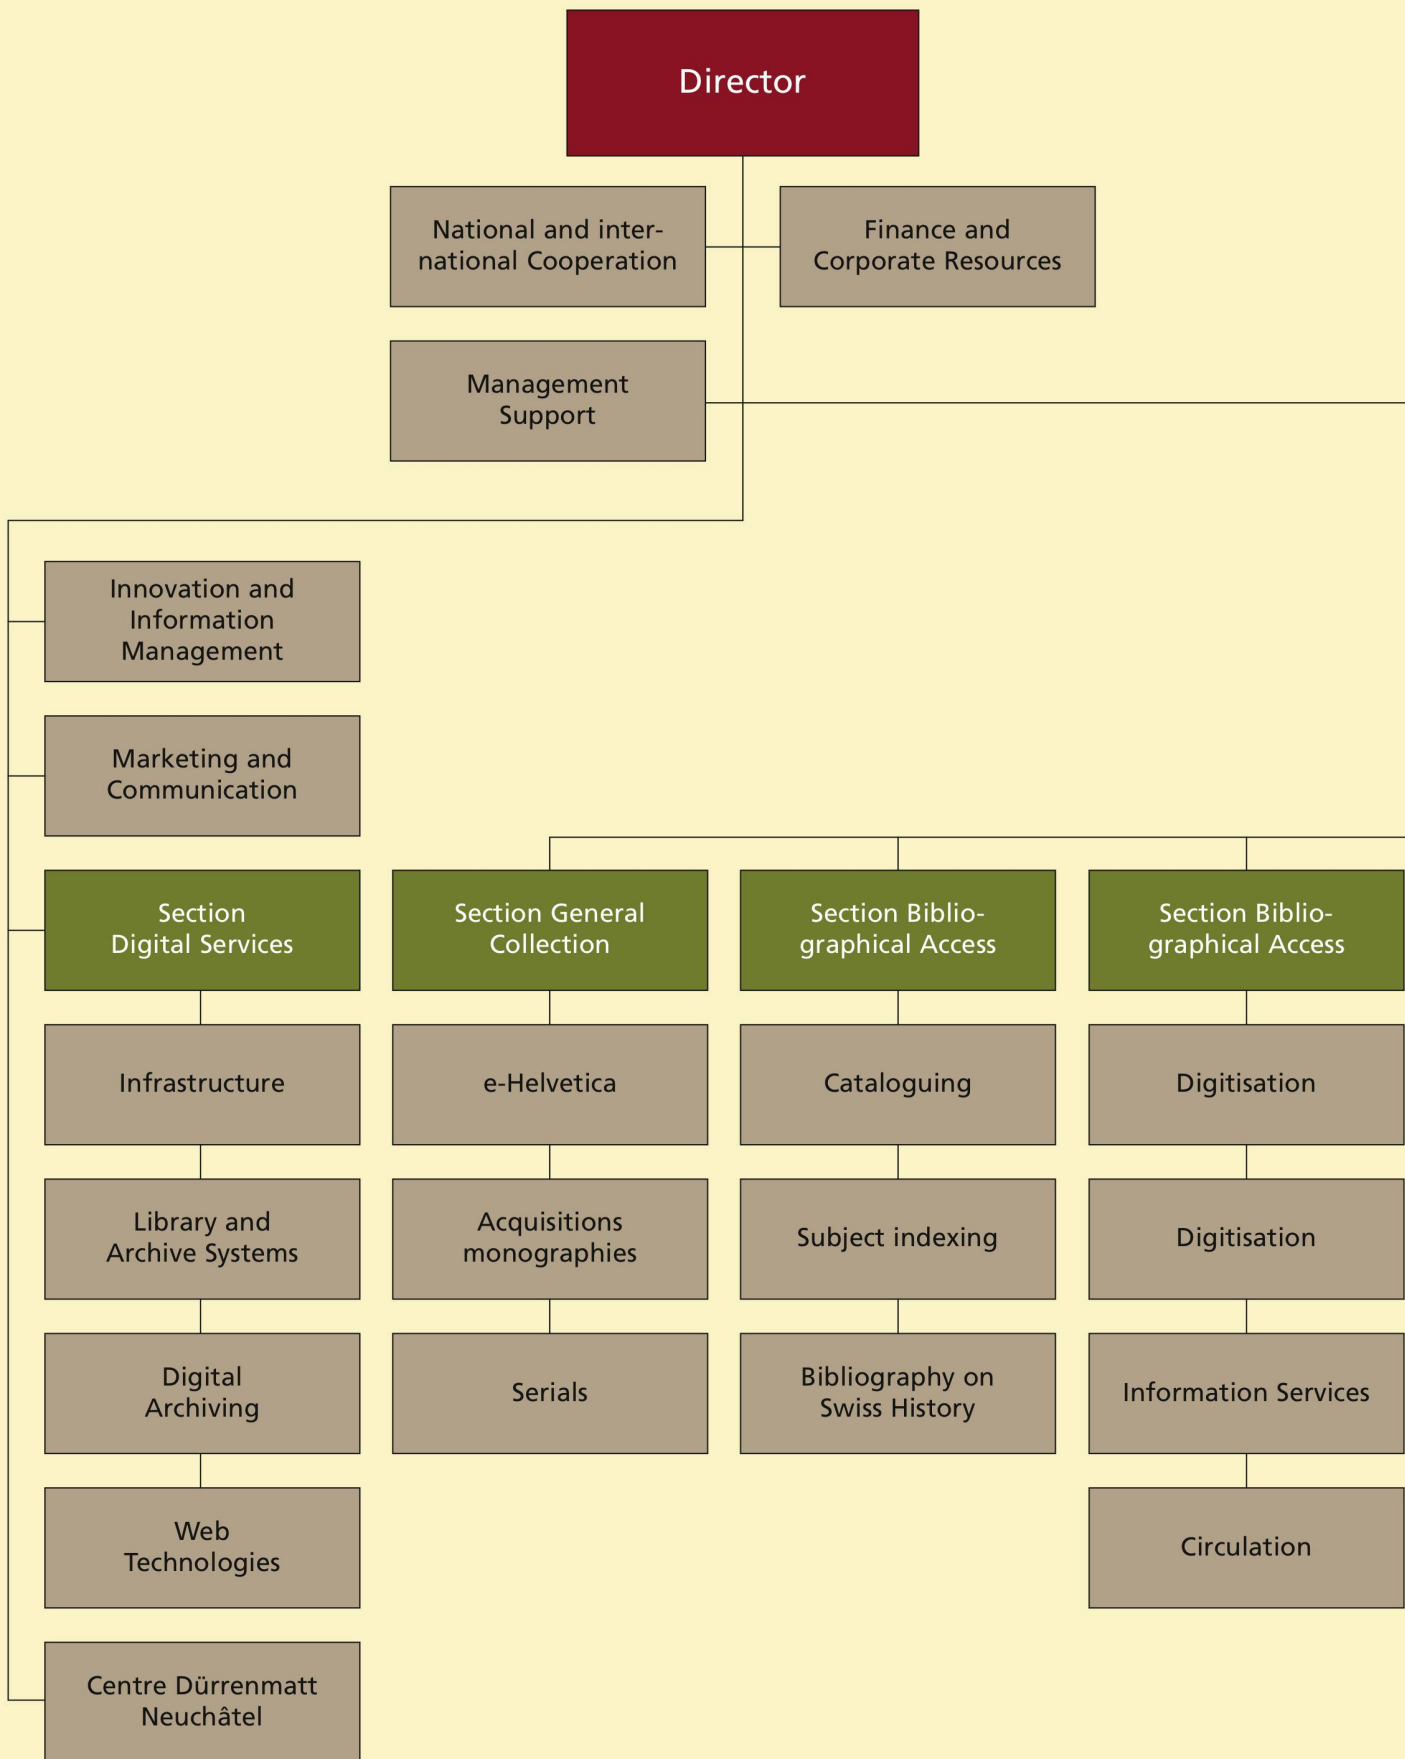 Director
National and inter-
national Cooperation
Finance and
Corporate Resources
Management
Support
Innovation and
Information
Management
Marketing and
Communication
Section
Digital Services
Infrastructure
Library and
Archive Systems
Digital
Archiving
Web
Technologies
Centre Dürrenmatt
Neuchâtel
Section General
Collection
e-Helvetica
Acquisitions
monographies
Serials
Section Biblio-
graphical Access
Cataloguing
Subject indexing
Bibliography on
Swiss History
Section Biblio-
graphical Access
Digitisation
Digitisation
Information Services
Circulation